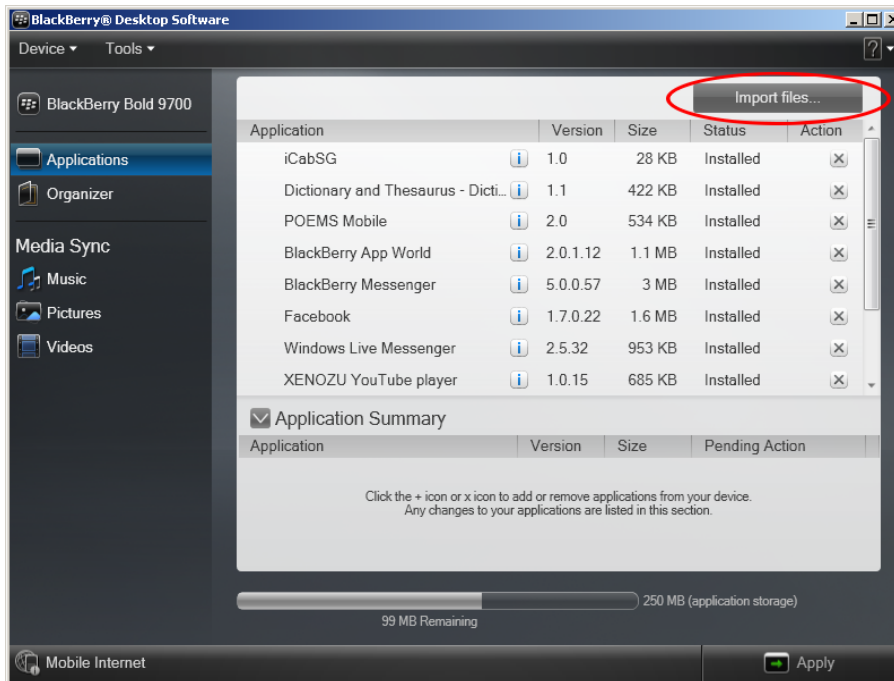 BlackBerry® Desktop Software
Device Tools ?
BlackBerry Bold 9700
Applications
Organizer
Media Sync
Music
Pictures
Videos
Import files...
Application Version Size Status Action
iCabSG i 1.0 28 KB Installed
Dictionary and Thesaurus - Dicti... i 1.1 422 KB Installed
POEMS Mobile i 2.0 534 KB Installed
BlackBerry App World i 2.0.1.12 1.1 MB Installed
BlackBerry Messenger i 5.0.0.57 3 MB Installed
Facebook i 1.7.0.22 1.6 MB Installed
Windows Live Messenger i 2.5.32 953 KB Installed
XENOZU YouTube player i 1.0.15 685 KB Installed
Application Summary
Application Version Size Pending Action
Click the + icon or x icon to add or remove applications from your device.
Any changes to your applications are listed in this section.
250 MB (application storage)
99 MB Remaining
Mobile Internet
Apply